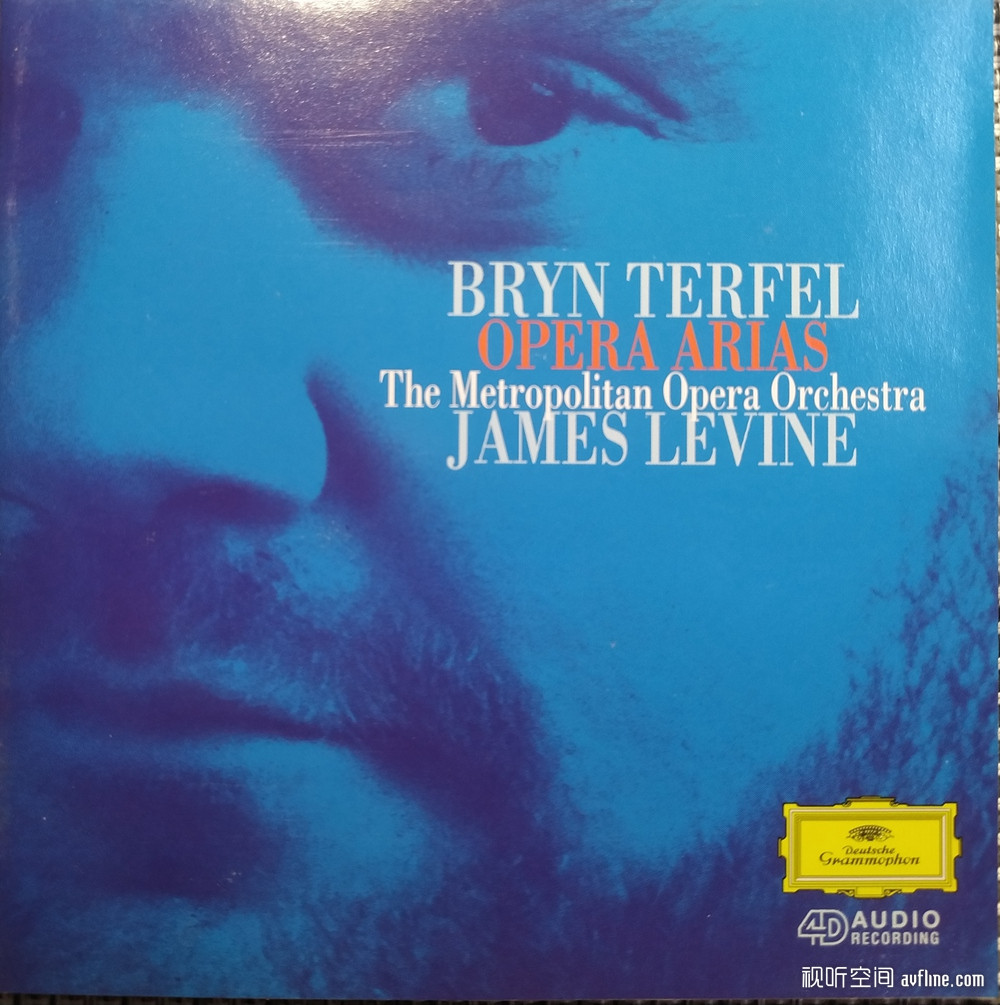 BRYN TERFEL
OPERA ARIAS
The Metropolitan Opera Orchestra
JAMES LEVINE
Deutsche
Grammophon
4D AUDIO
RECORDING
视听空间 avfline.com